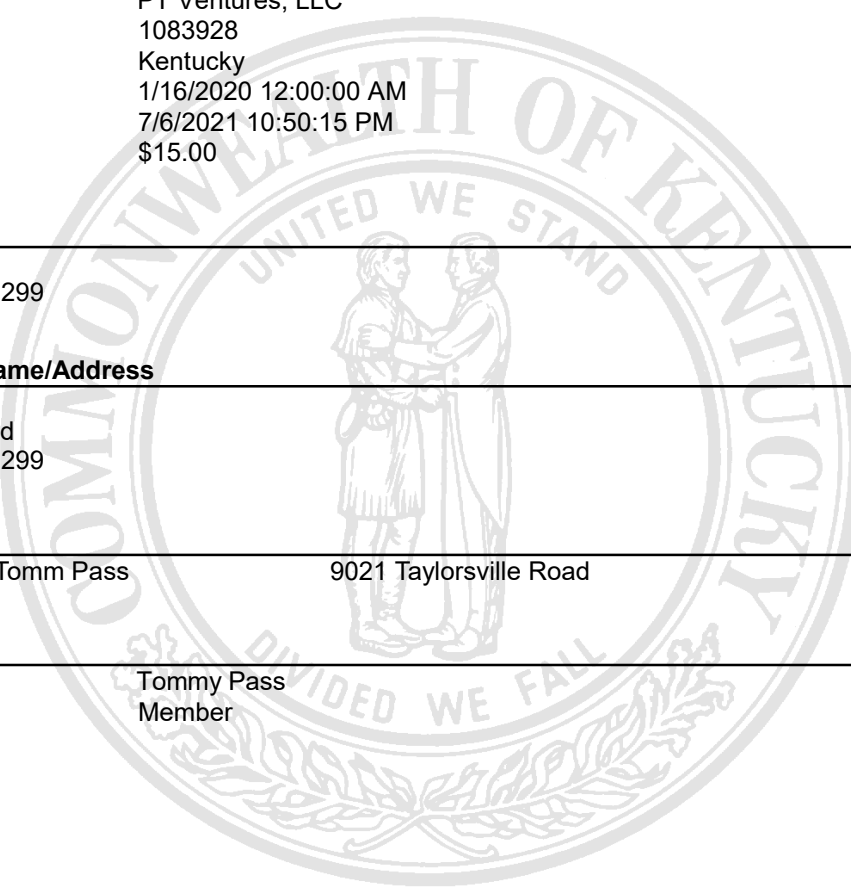 PT Ventures, LLC
1083928
Kentucky
1/16/2020 12:00:00 AM
7/6/2021 10:50:15 PM
$15.00
299
ame/Address
d
299
Tomm Pass 9021 Taylorsville Road
Tommy Pass
Member
COMMONWEALTH OF KENTUCKY
UNITED WE STAND
DIVIDED WE FALL